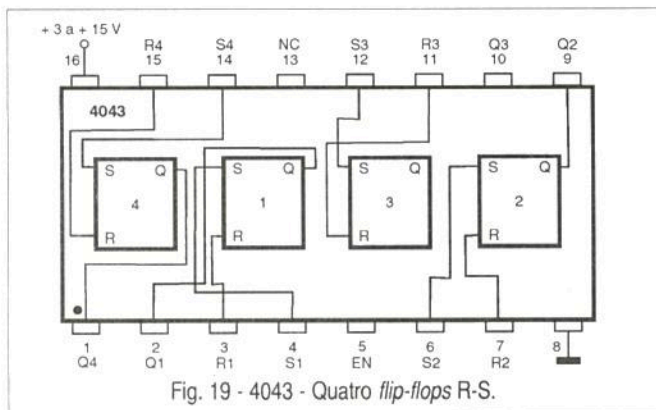 + 3 a + 15 V
R4 S4 NC S3 R3 Q3 Q2
16 15 14 13 12 11 10 9
4043
S Q S Q S Q S Q
4 1 3 2
R R R R
1 2 3 4 5 6 7 8
Q4 Q1 R1 S1 EN S2 R2
Fig. 19 - 4043 - Quatro flip-flops R-S.